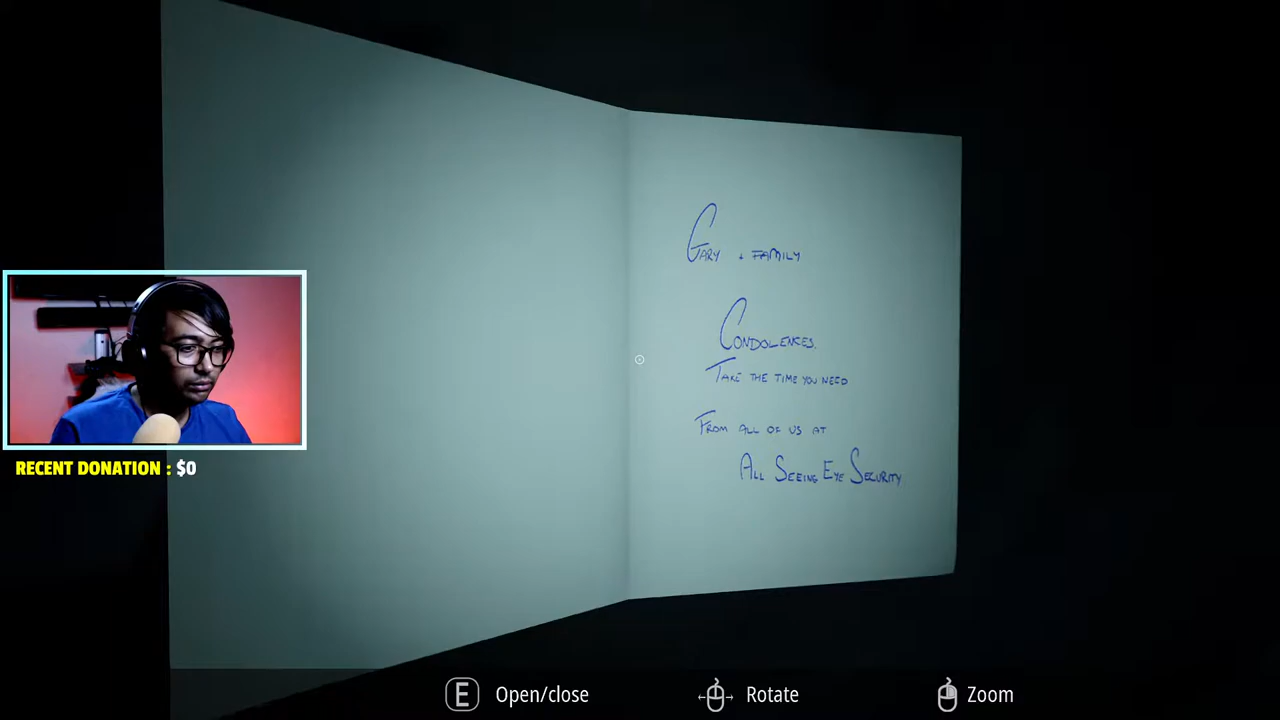 GARY + FAMILY
CONDOLENCES.
TAKE THE TIME YOU NEED
FROM ALL OF US AT
ALL SEEING EYE SECURITY
RECENT DONATION : $0
E Open/close
Rotate
Zoom